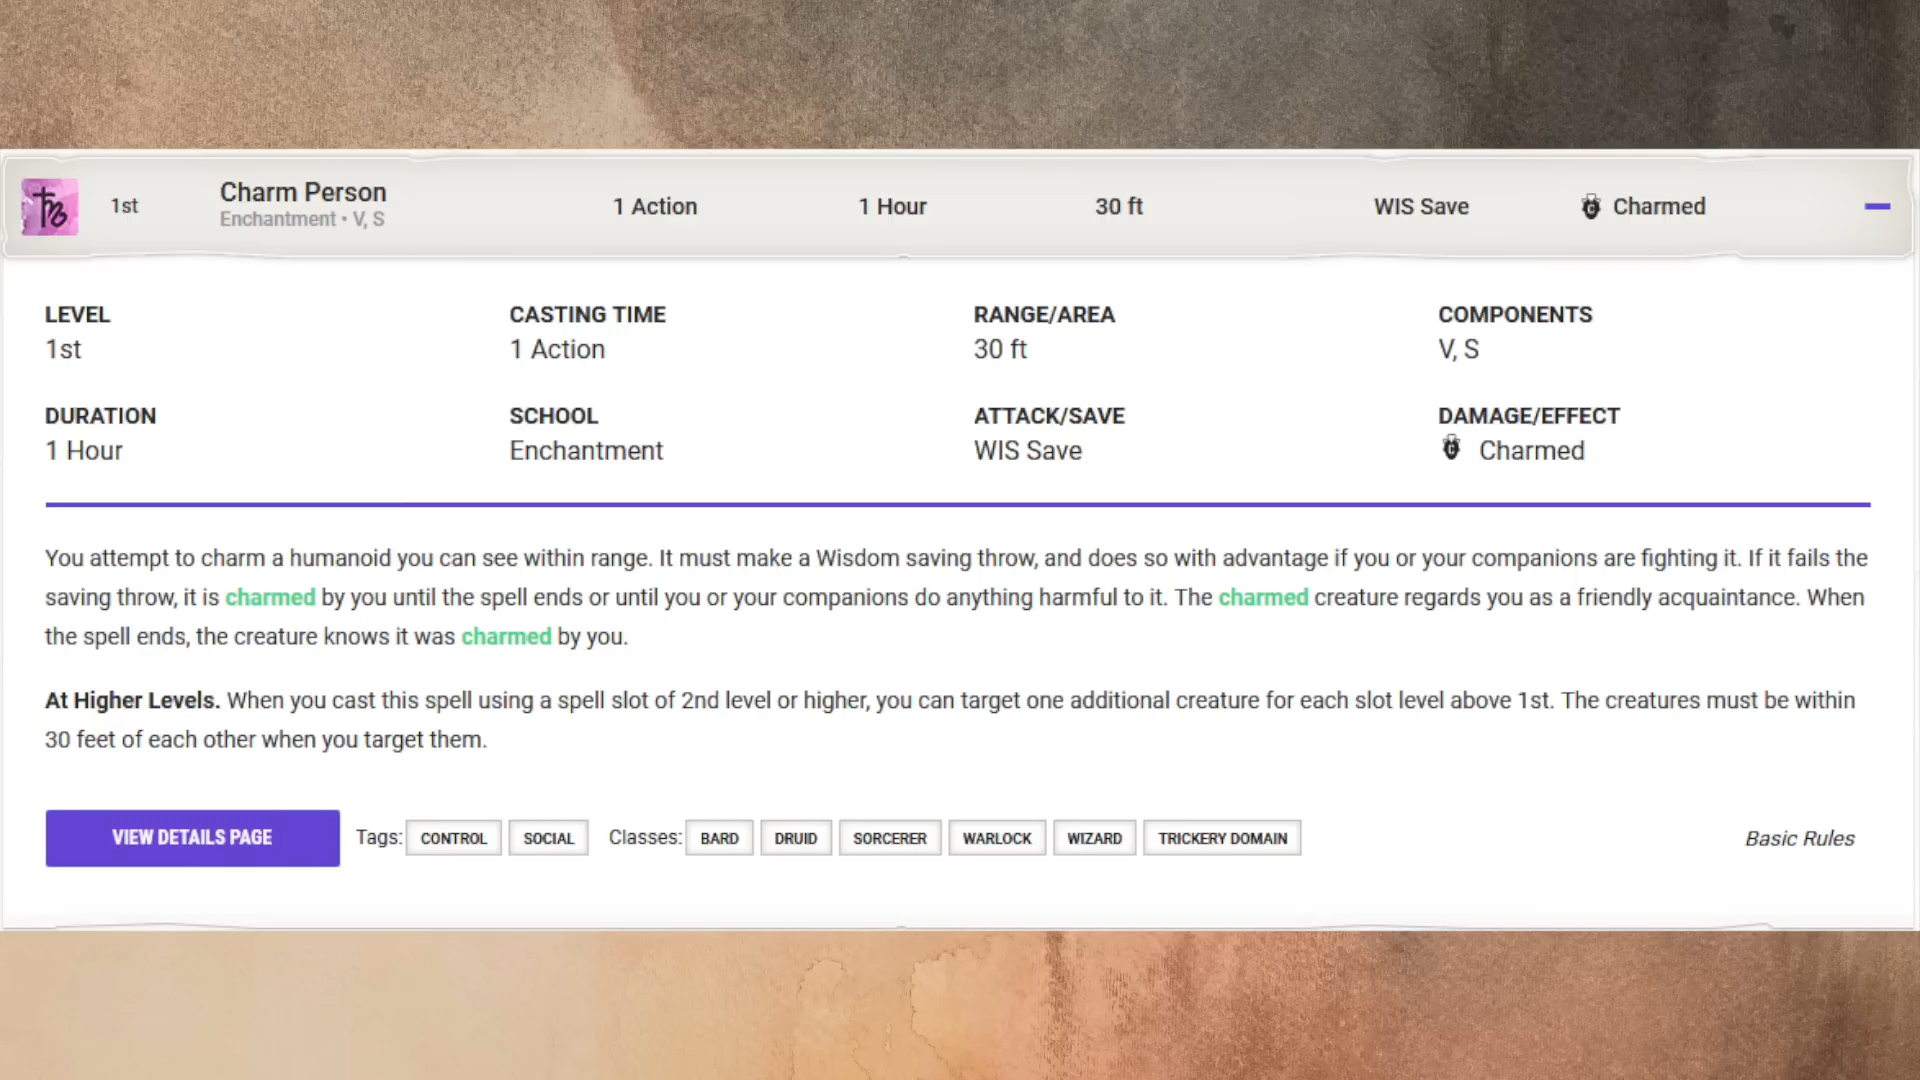 1st
Charm Person
Enchantment • V, S
1 Action
1 Hour
30 ft
WIS Save
Charmed
LEVEL
1st
CASTING TIME
1 Action
RANGE/AREA
30 ft
COMPONENTS
V, S
DURATION
1 Hour
SCHOOL
Enchantment
ATTACK/SAVE
WIS Save
DAMAGE/EFFECT
Charmed
You attempt to charm a humanoid you can see within range. It must make a Wisdom saving throw, and does so with advantage if you or your companions are fighting it. If it fails the
saving throw, it is charmed by you until the spell ends or until you or your companions do anything harmful to it. The charmed creature regards you as a friendly acquaintance. When
the spell ends, the creature knows it was charmed by you.
At Higher Levels. When you cast this spell using a spell slot of 2nd level or higher, you can target one additional creature for each slot level above 1st. The creatures must be within
30 feet of each other when you target them.
VIEW DETAILS PAGE
Tags: CONTROL SOCIAL Classes: BARD DRUID SORCERER WARLOCK WIZARD TRICKERY DOMAIN
Basic Rules